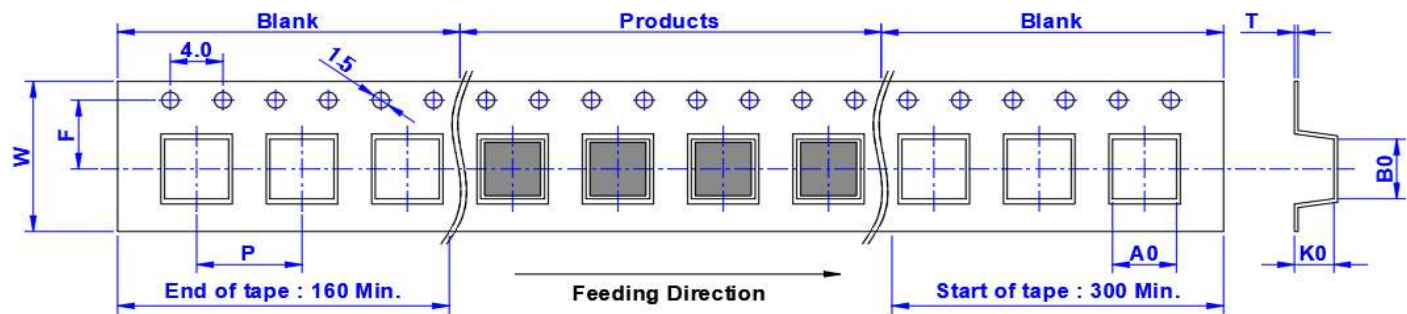 Blank
Products
Blank
T
4.0
1.5
F
W
B0
P
A0
K0
End of tape : 160 Min.
Feeding Direction
Start of tape : 300 Min.